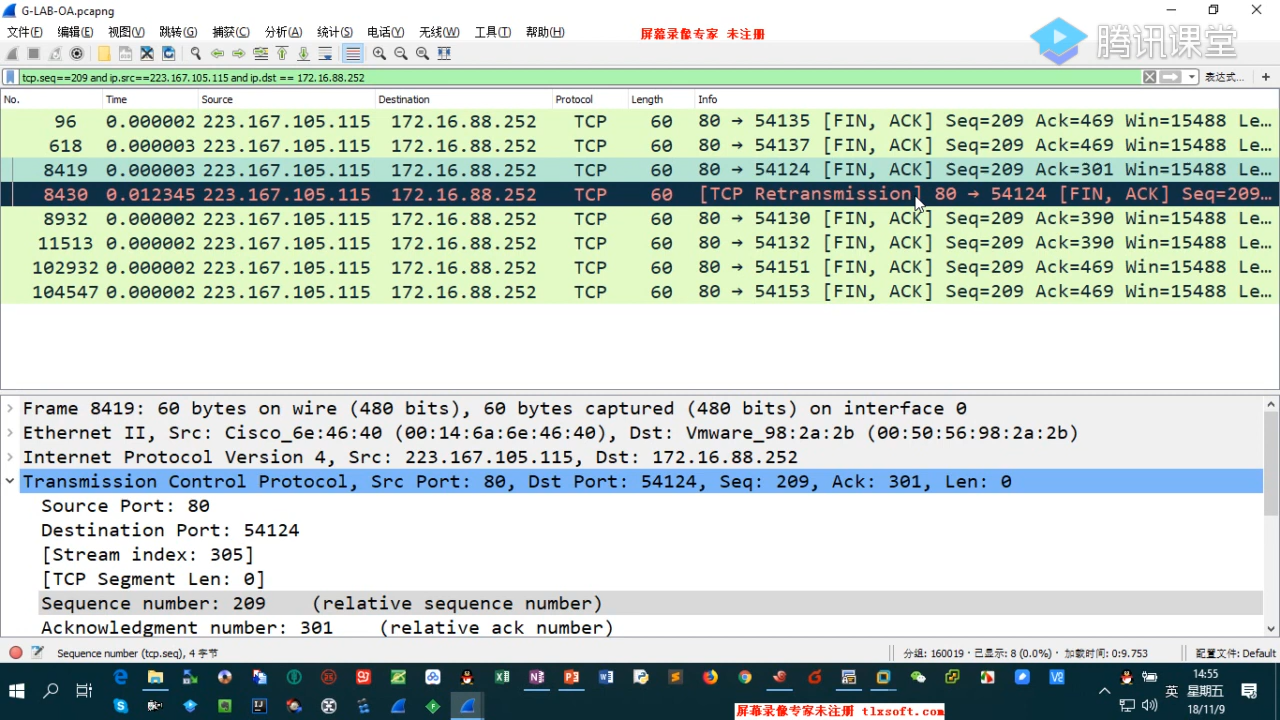 G-LAB-OA.pcapng
文件(F) 编辑(E) 视图(V) 跳转(G) 捕获(C) 分析(A) 统计(S) 电话(Y) 无线(W) 工具(T) 帮助(H)
屏幕录像专家 未注册
腾讯课堂
tcp.seq==209 and ip.src==223.167.105.115 and ip.dst == 172.16.88.252
表达式…
No. Time Source Destination Protocol Length Info
96 0.000002 223.167.105.115 172.16.88.252 TCP 60 80 → 54135 [FIN, ACK] Seq=209 Ack=469 Win=15488 Le…
618 0.000003 223.167.105.115 172.16.88.252 TCP 60 80 → 54137 [FIN, ACK] Seq=209 Ack=469 Win=15488 Le…
8419 0.000003 223.167.105.115 172.16.88.252 TCP 60 80 → 54124 [FIN, ACK] Seq=209 Ack=301 Win=15488 Le…
8430 0.012345 223.167.105.115 172.16.88.252 TCP 60 [TCP Retransmission] 80 → 54124 [FIN, ACK] Seq=209…
8932 0.000002 223.167.105.115 172.16.88.252 TCP 60 80 → 54130 [FIN, ACK] Seq=209 Ack=390 Win=15488 Le…
11513 0.000002 223.167.105.115 172.16.88.252 TCP 60 80 → 54132 [FIN, ACK] Seq=209 Ack=390 Win=15488 Le…
102932 0.000002 223.167.105.115 172.16.88.252 TCP 60 80 → 54151 [FIN, ACK] Seq=209 Ack=469 Win=15488 Le…
104547 0.000002 223.167.105.115 172.16.88.252 TCP 60 80 → 54153 [FIN, ACK] Seq=209 Ack=469 Win=15488 Le…
Frame 8419: 60 bytes on wire (480 bits), 60 bytes captured (480 bits) on interface 0
Ethernet II, Src: Cisco_6e:46:40 (00:14:6a:6e:46:40), Dst: Vmware_98:2a:2b (00:50:56:98:2a:2b)
Internet Protocol Version 4, Src: 223.167.105.115, Dst: 172.16.88.252
Transmission Control Protocol, Src Port: 80, Dst Port: 54124, Seq: 209, Ack: 301, Len: 0
Source Port: 80
Destination Port: 54124
[Stream index: 305]
[TCP Segment Len: 0]
Sequence number: 209 (relative sequence number)
Acknowledgment number: 301 (relative ack number)
Sequence number (tcp.seq), 4 字节
分组: 160019 · 已显示: 8 (0.0%) · 加载时间: 0:9.753
配置文件: Default
14:55
英 星期五
18/11/9
屏幕录像专家未注册 tlxsoft.com